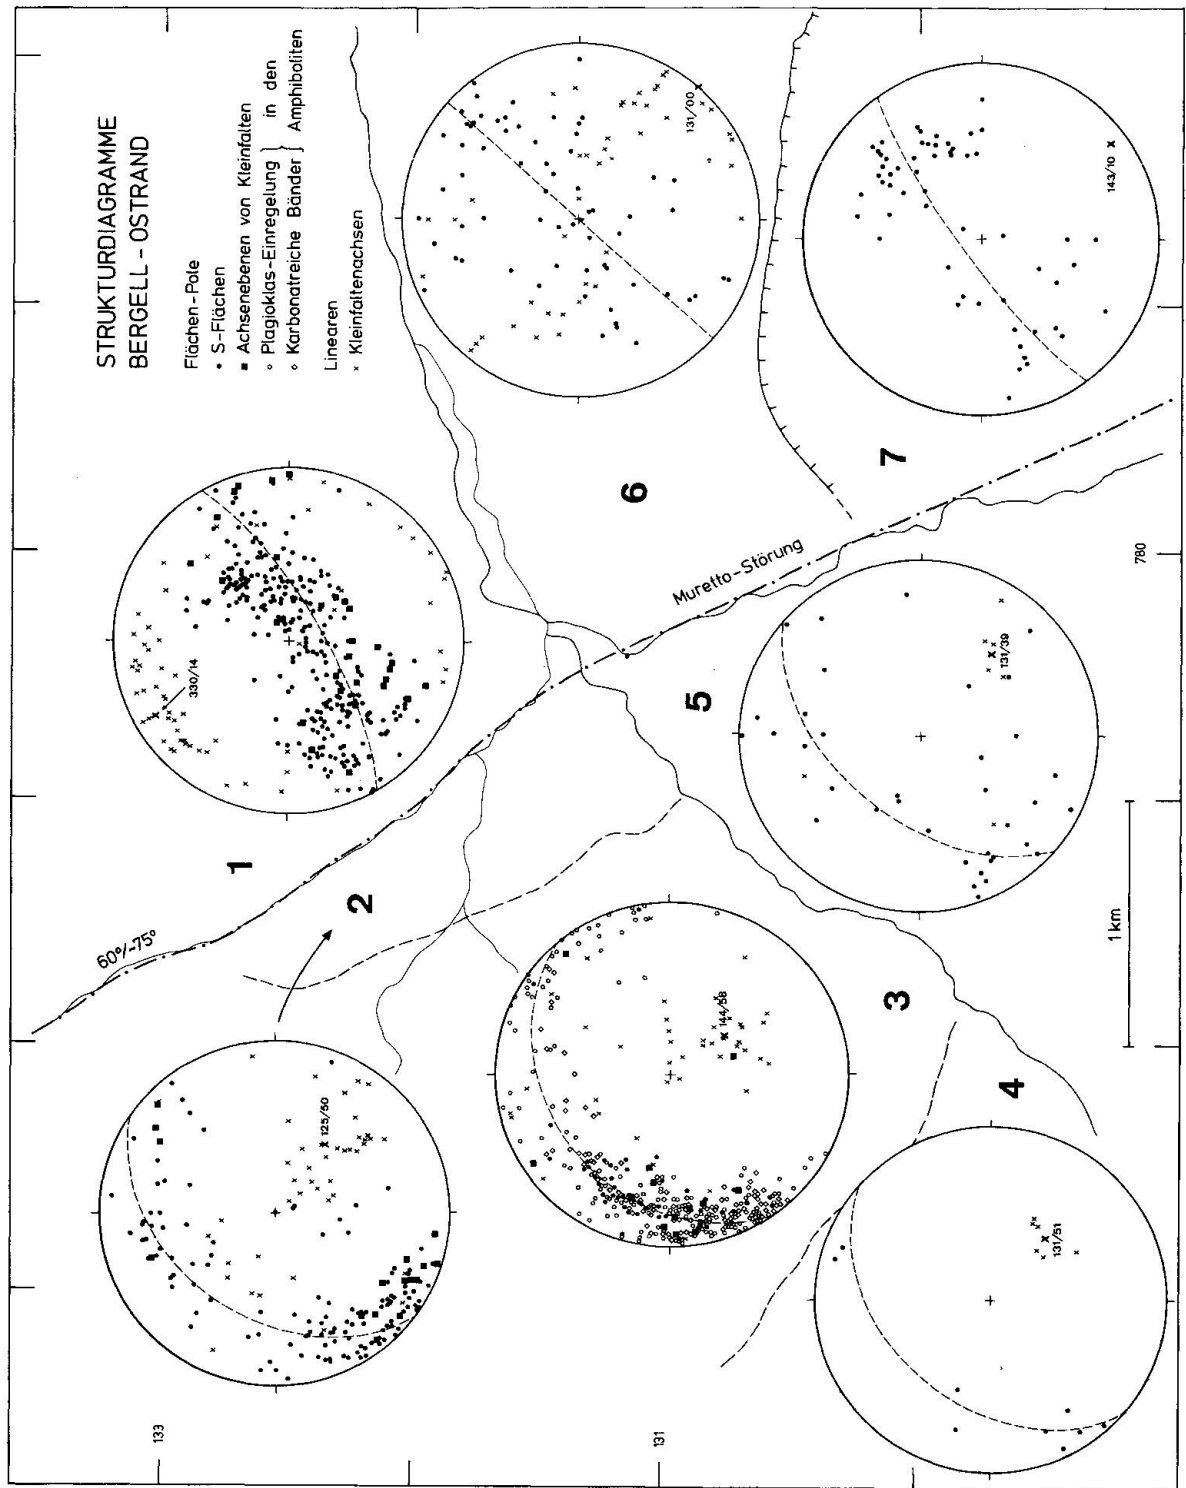 STRUKTURDIAGRAMME
BERGELL-OSTRAND
Flächen-Pole
• S-Flächen
■ Achsenebenen von Kleinfalten
∘ Plagioklas-Einregelung } in den
⋄ Karbonatreiche Bänder } Amphiboliten
Linearen
× Kleinfaltenachsen
1
330/14
60°/-75°
2
125/50
133
6
131/00
Muretto-Störung
7
143/10
780
5
131/39
3
144/58
131
4
131/51
1 km